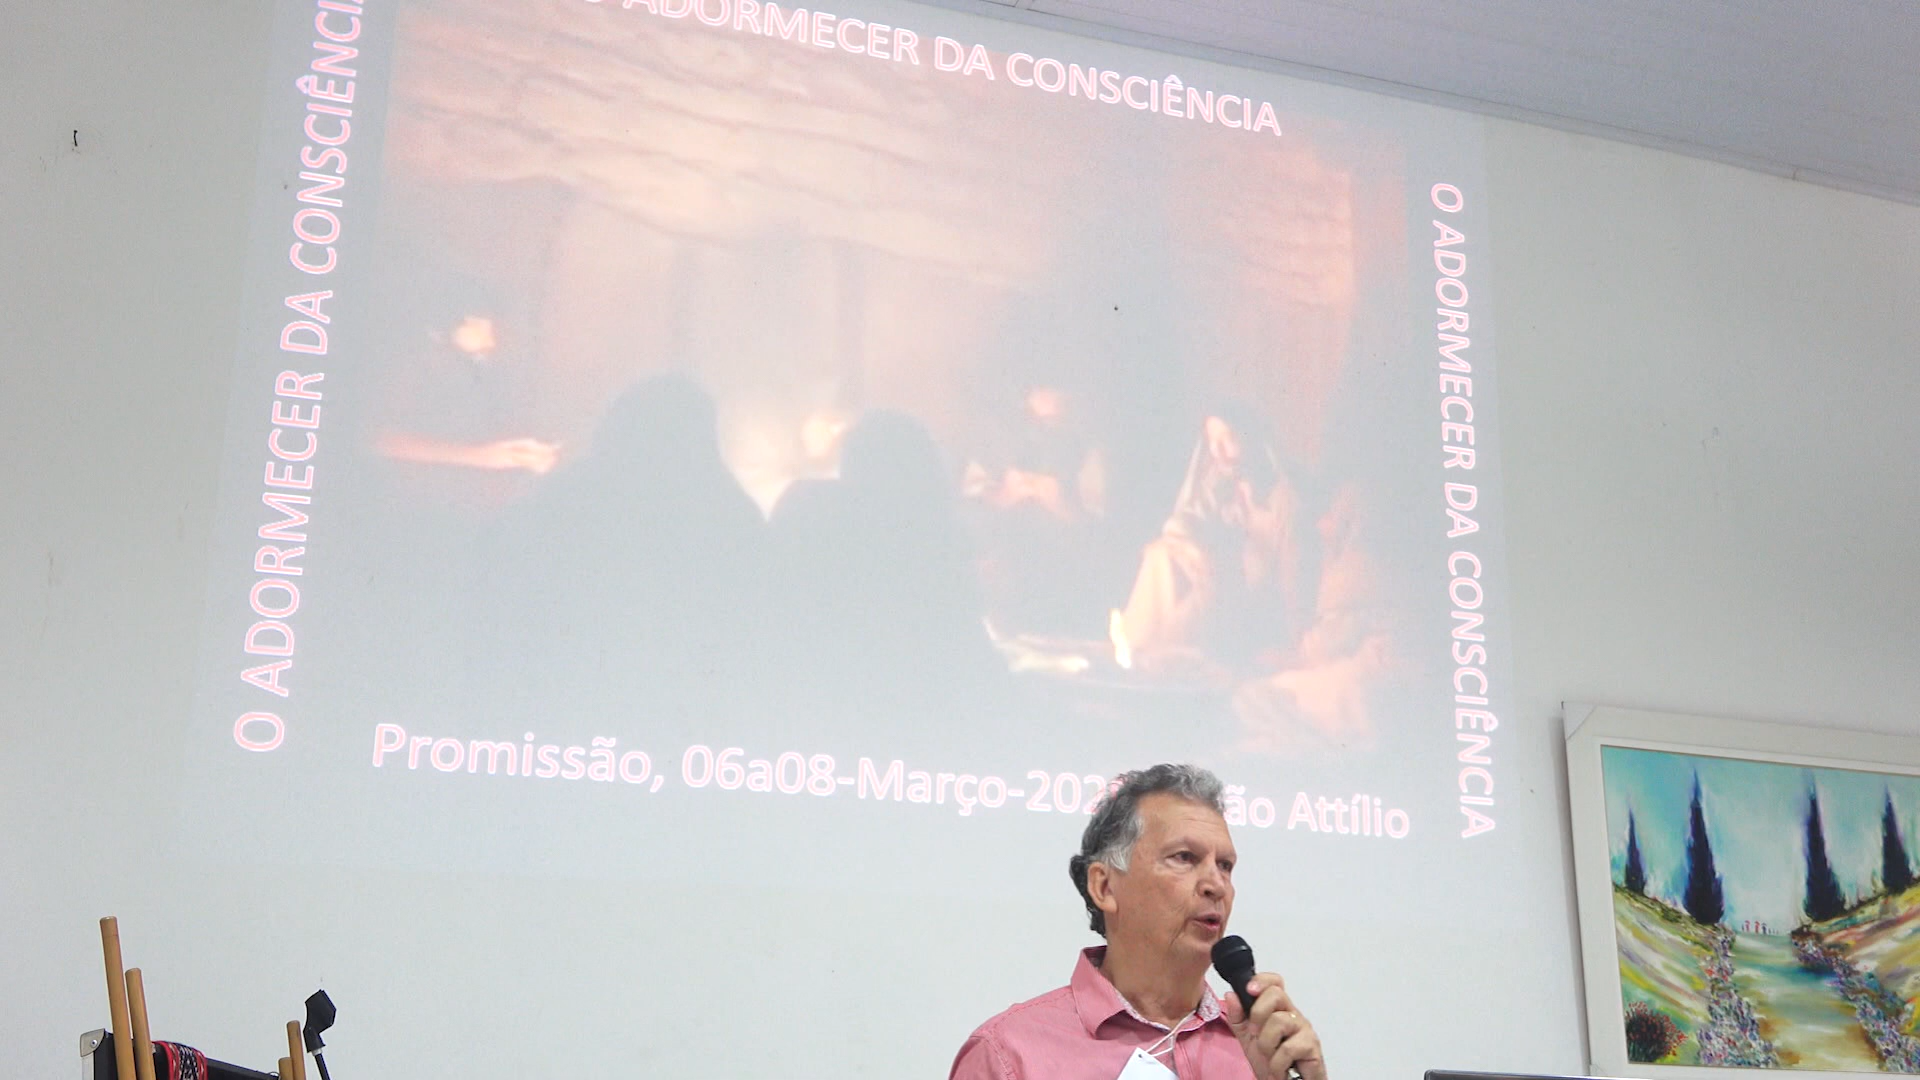 ADORMECER DA CONSCIÊNCIA
O ADORMECER DA CONSCIÊNCIA
O ADORMECER DA CONSCIÊNCIA
Promissão, 06a08-Março-202 ão Attílio